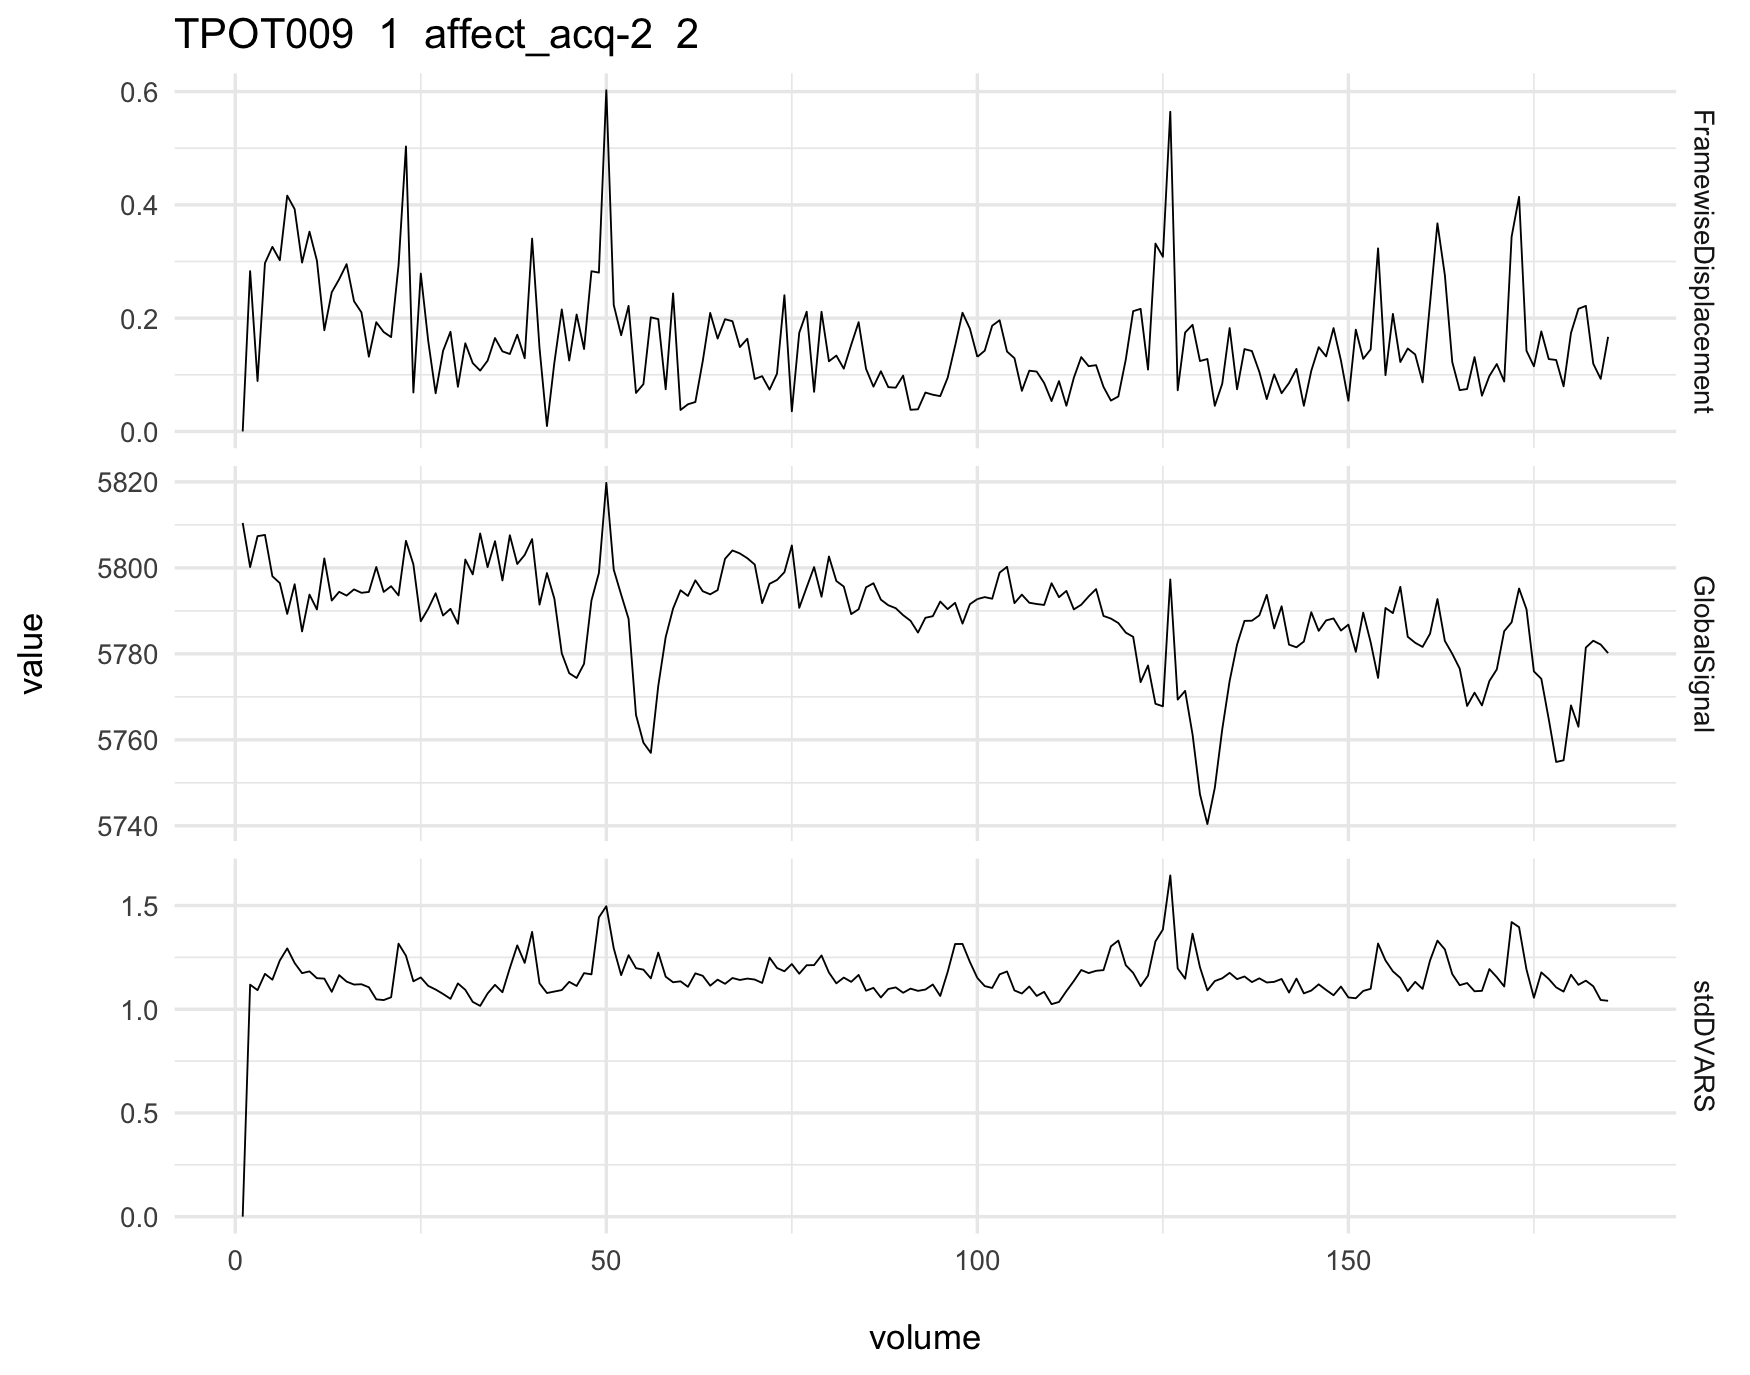 TPOT009 1 affect_acq-2 2
0.6
0.4
0.2
0.0
FramewiseDisplacement
5820
5800
5780
5760
5740
GlobalSignal
1.5
1.0
0.5
0.0
stdDVARS
value
0 50 100 150
volume